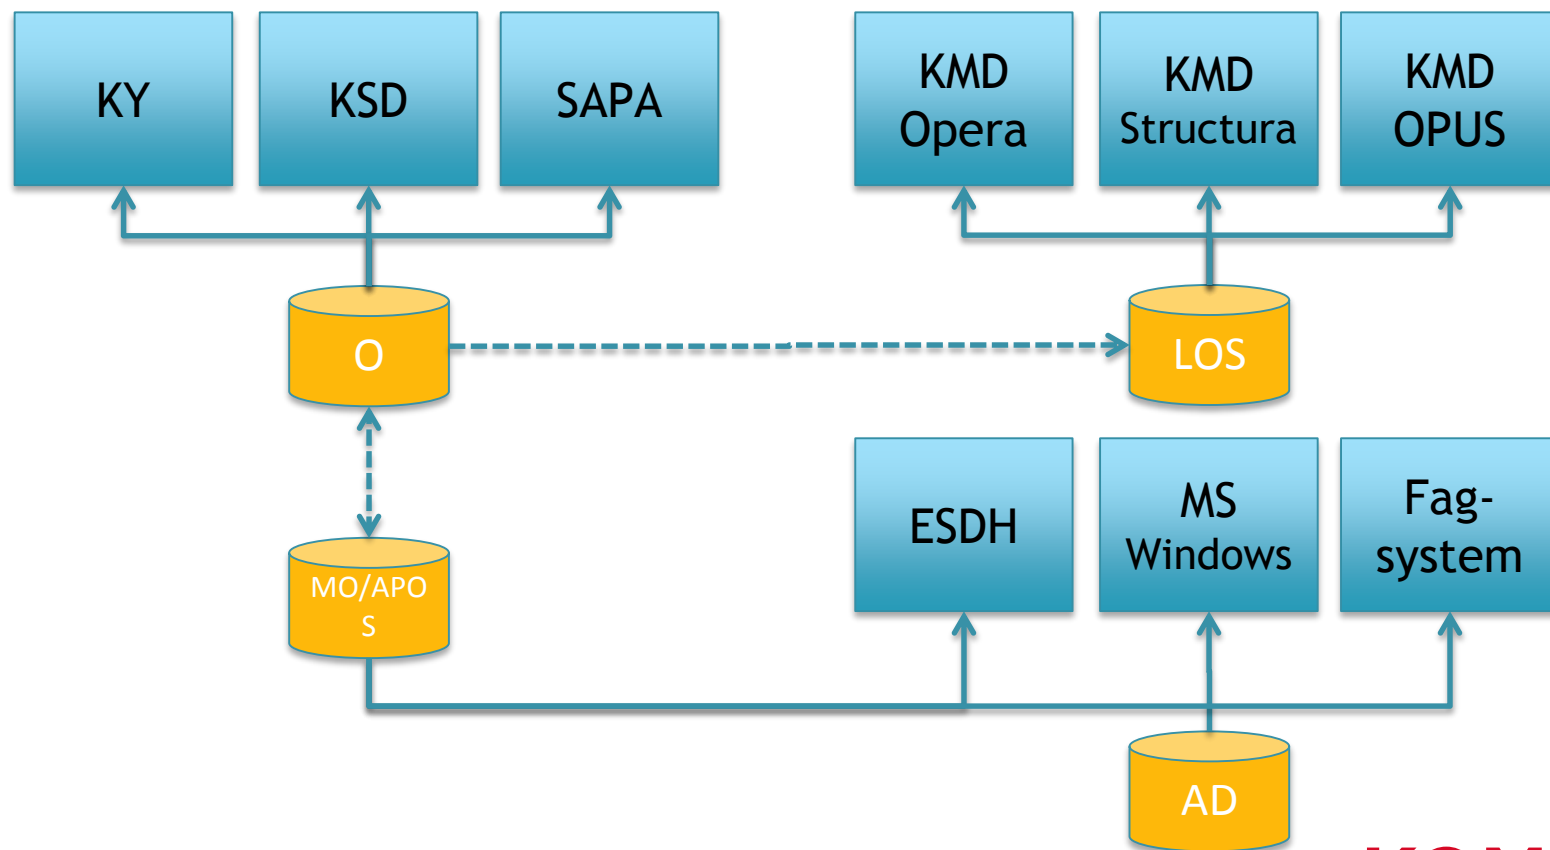 KY
KSD
SAPA
KMD
Opera
KMD
Structura
KMD
OPUS
O
LOS
ESDH
MS
Windows
Fag-
system
MO/APO
S
AD